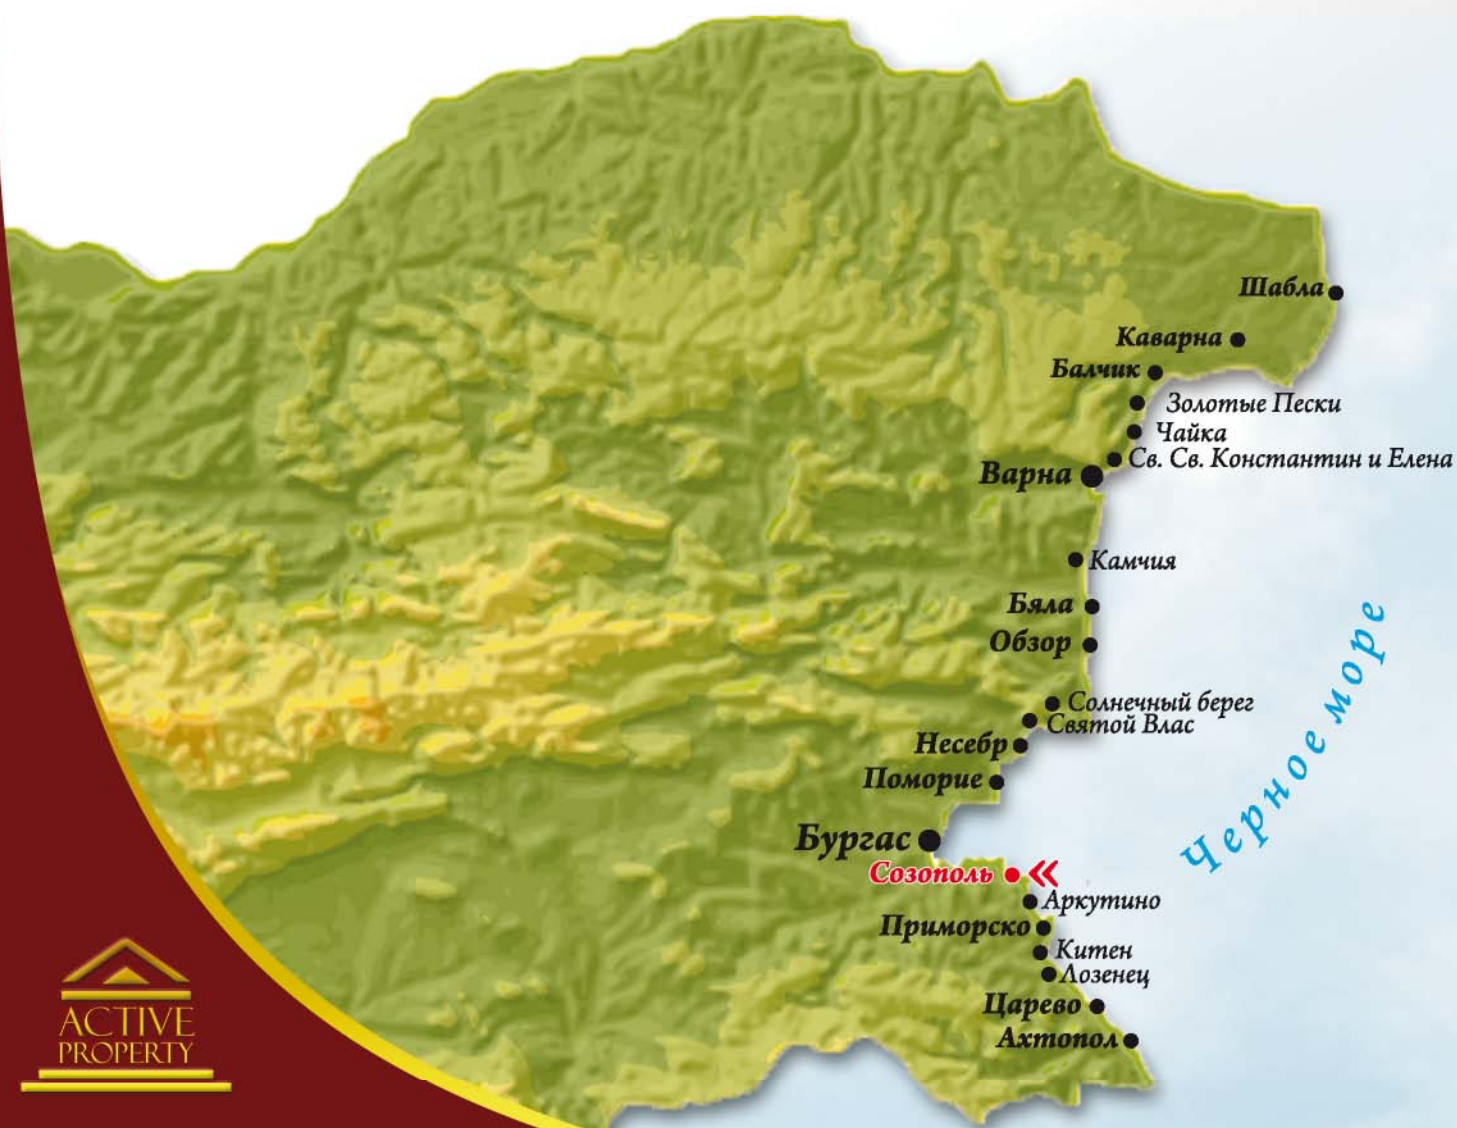 Шабла
Каварна
Балчик
Золотые Пески
Чайка
Св. Св. Константин и Елена
Варна
Камчия
Бяла
Обзор
Солнечный берег
Святой Влас
Несебр
Поморие
Черное море
Бургас
Созополь
Аркутино
Приморско
Китен
Лозенец
Царево
Ахтопол
ACTIVE
PROPERTY